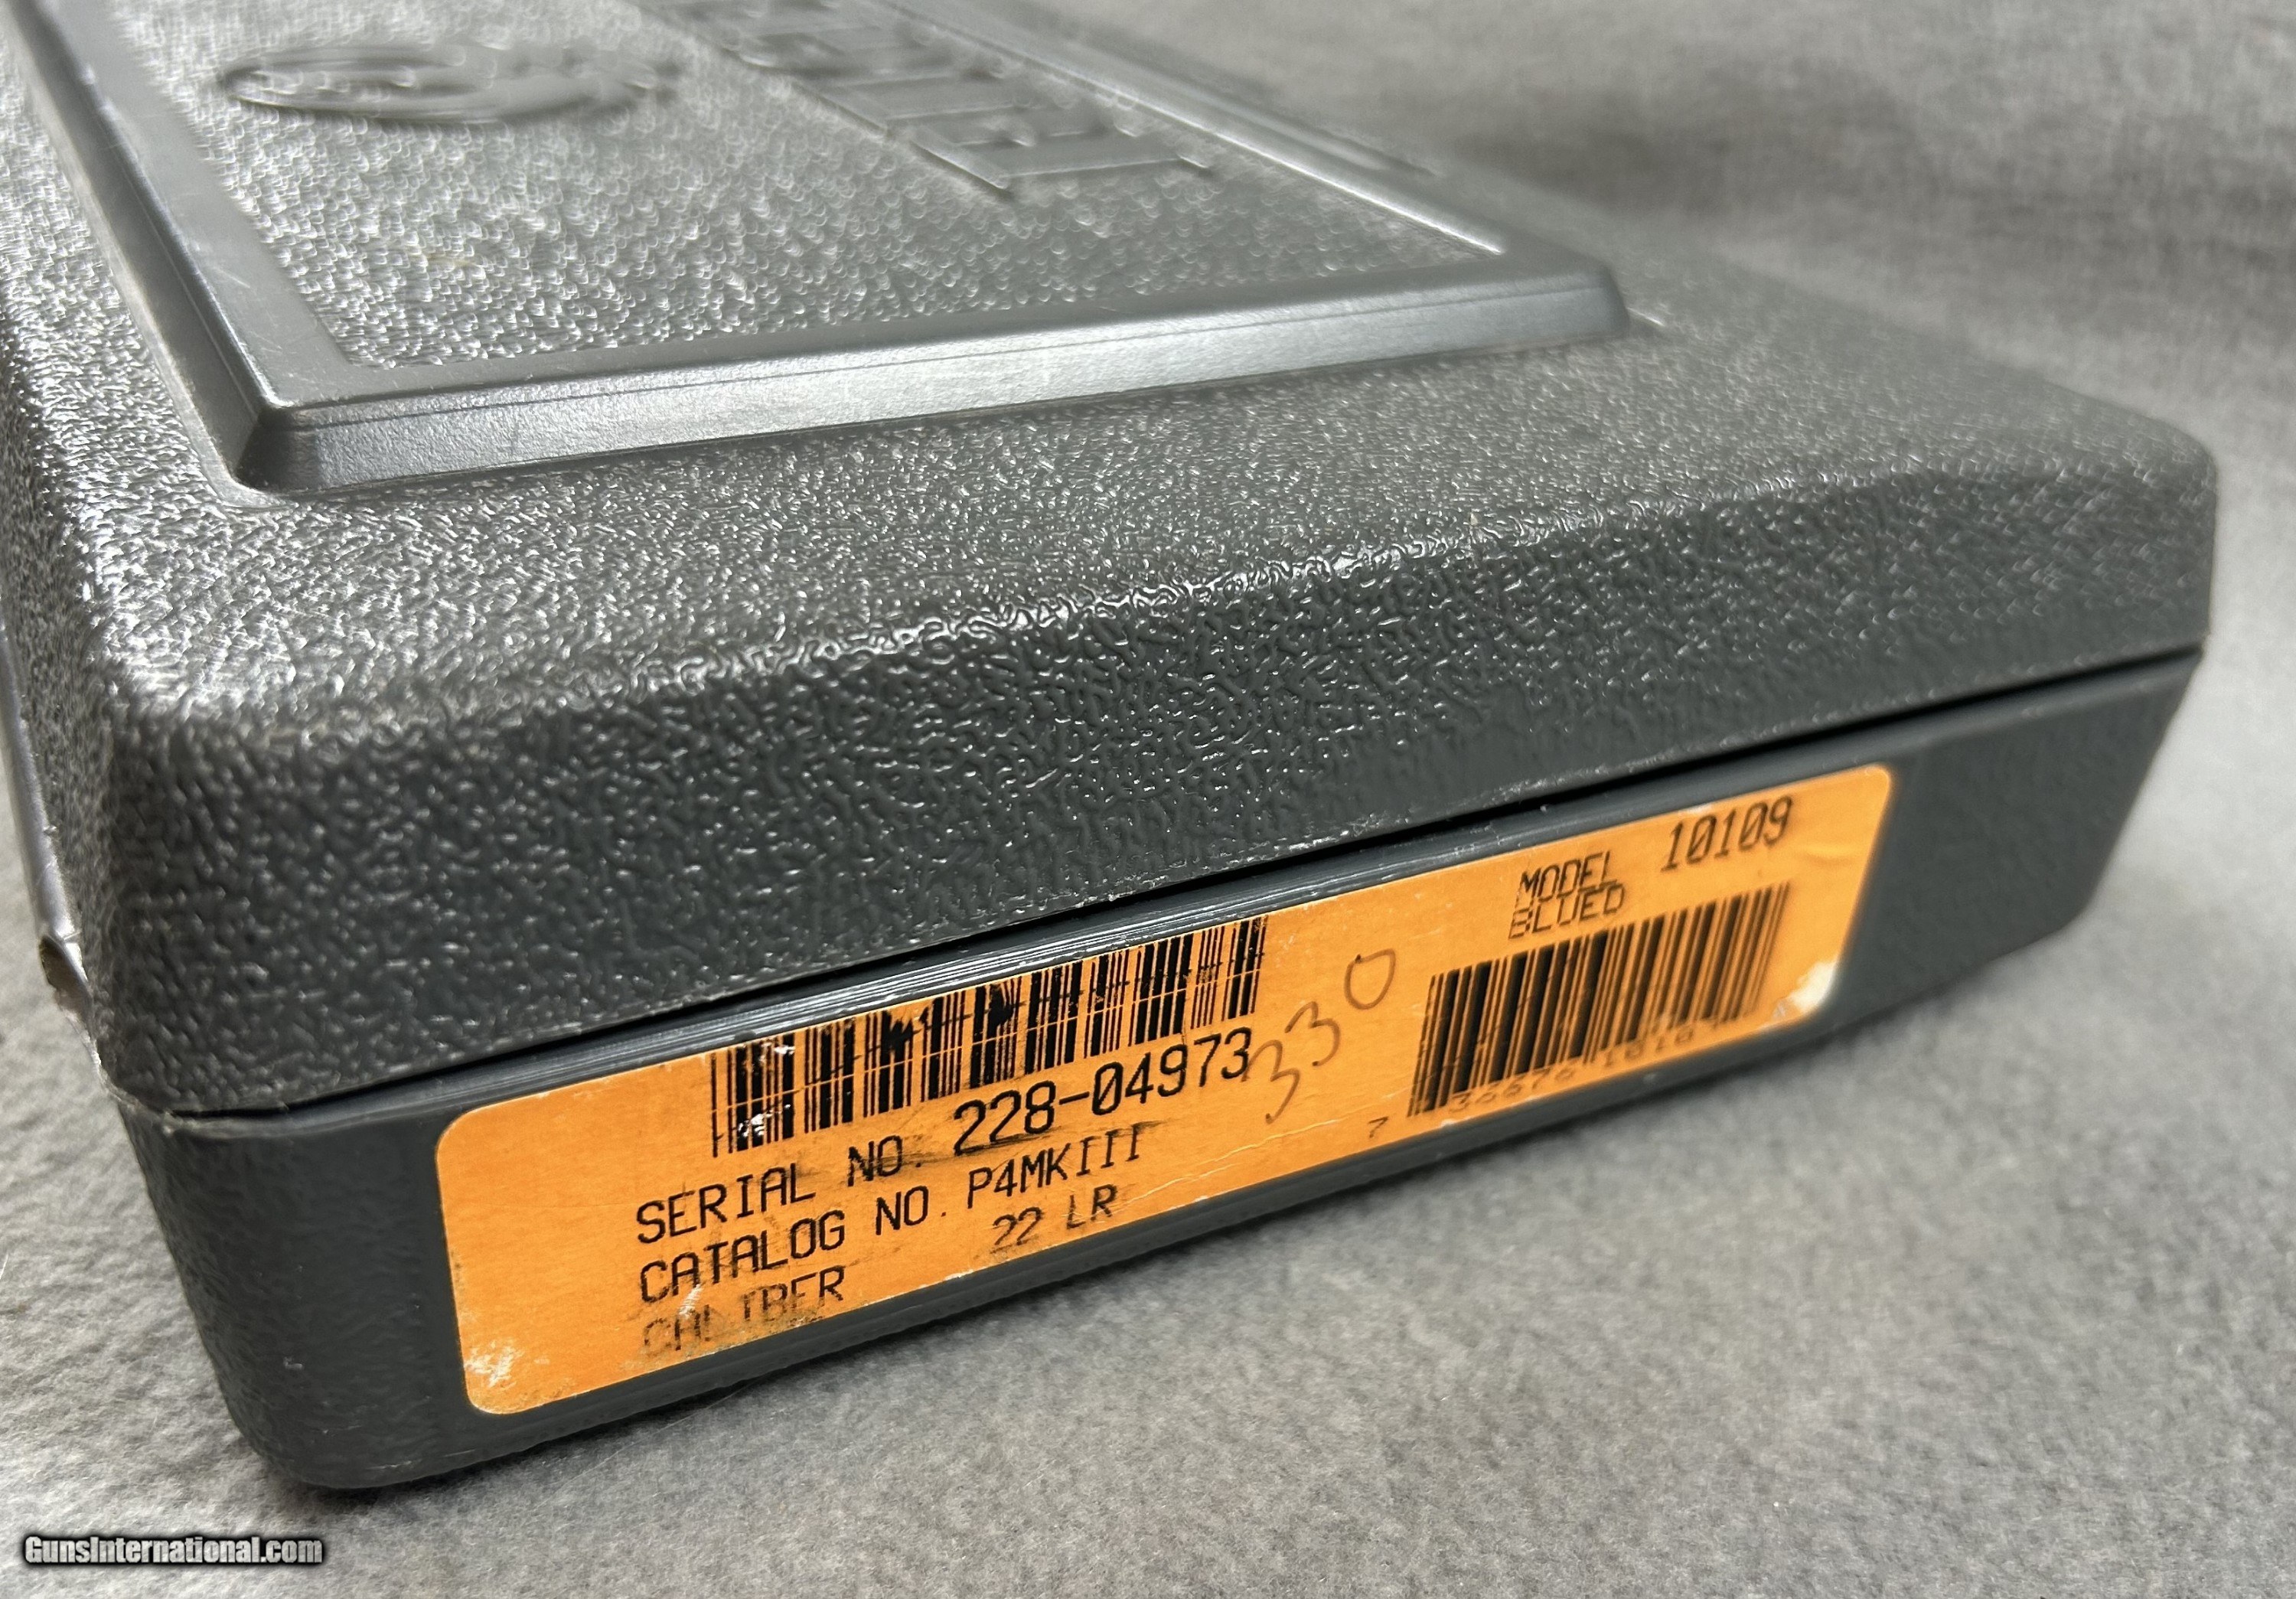 SERIAL NO. 228-04973
CATALOG NO. P4MKIII
CALIBER 22 LR
330
MODEL 10109
BLUED
GunsInternational.com